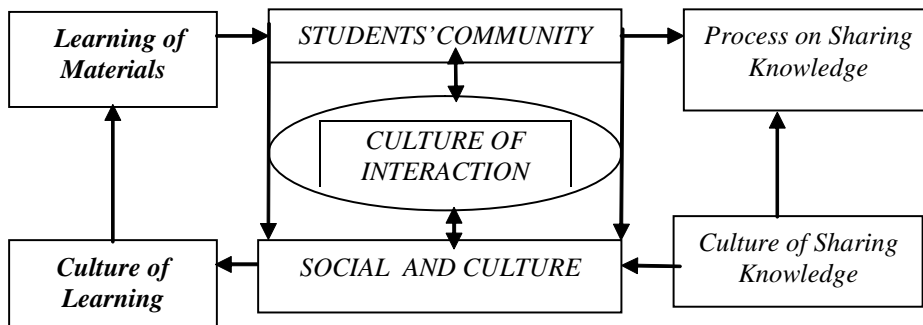 Learning of
Materials
STUDENTS'COMMUNITY
Process on Sharing
Knowledge
CULTURE OF
INTERACTION
Culture of
Learning
SOCIAL AND CULTURE
Culture of Sharing
Knowledge